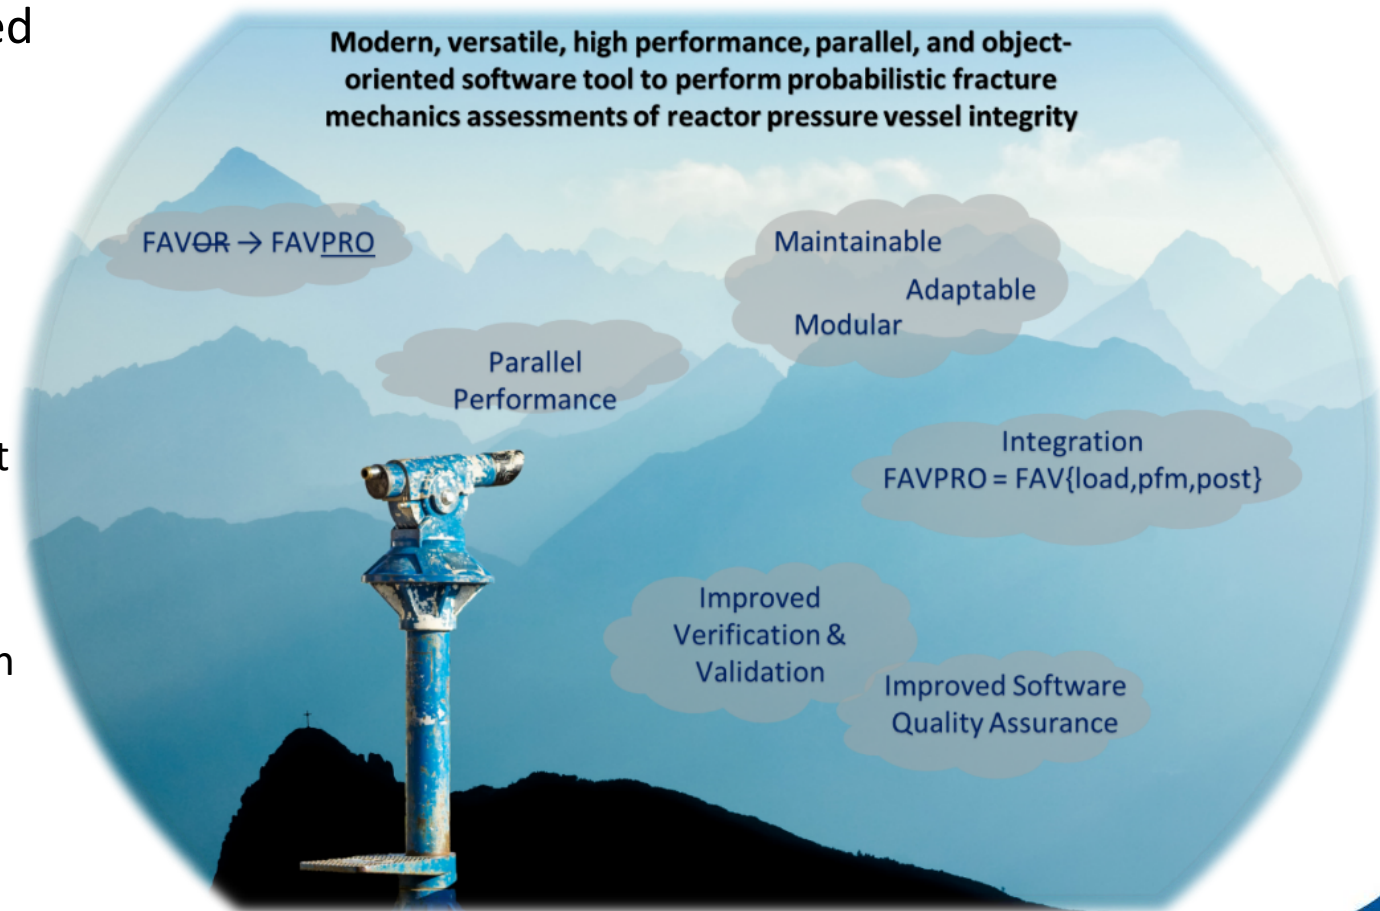 ed
Modern, versatile, high performance, parallel, and object-
oriented software tool to perform probabilistic fracture
mechanics assessments of reactor pressure vessel integrity
FAVOR → FAVPRO
Maintainable
Adaptable
Modular
Parallel
Performance
t
Integration
FAVPRO = FAV{load,pfm,post}
Improved
Verification &
Validation
n
Improved Software
Quality Assurance